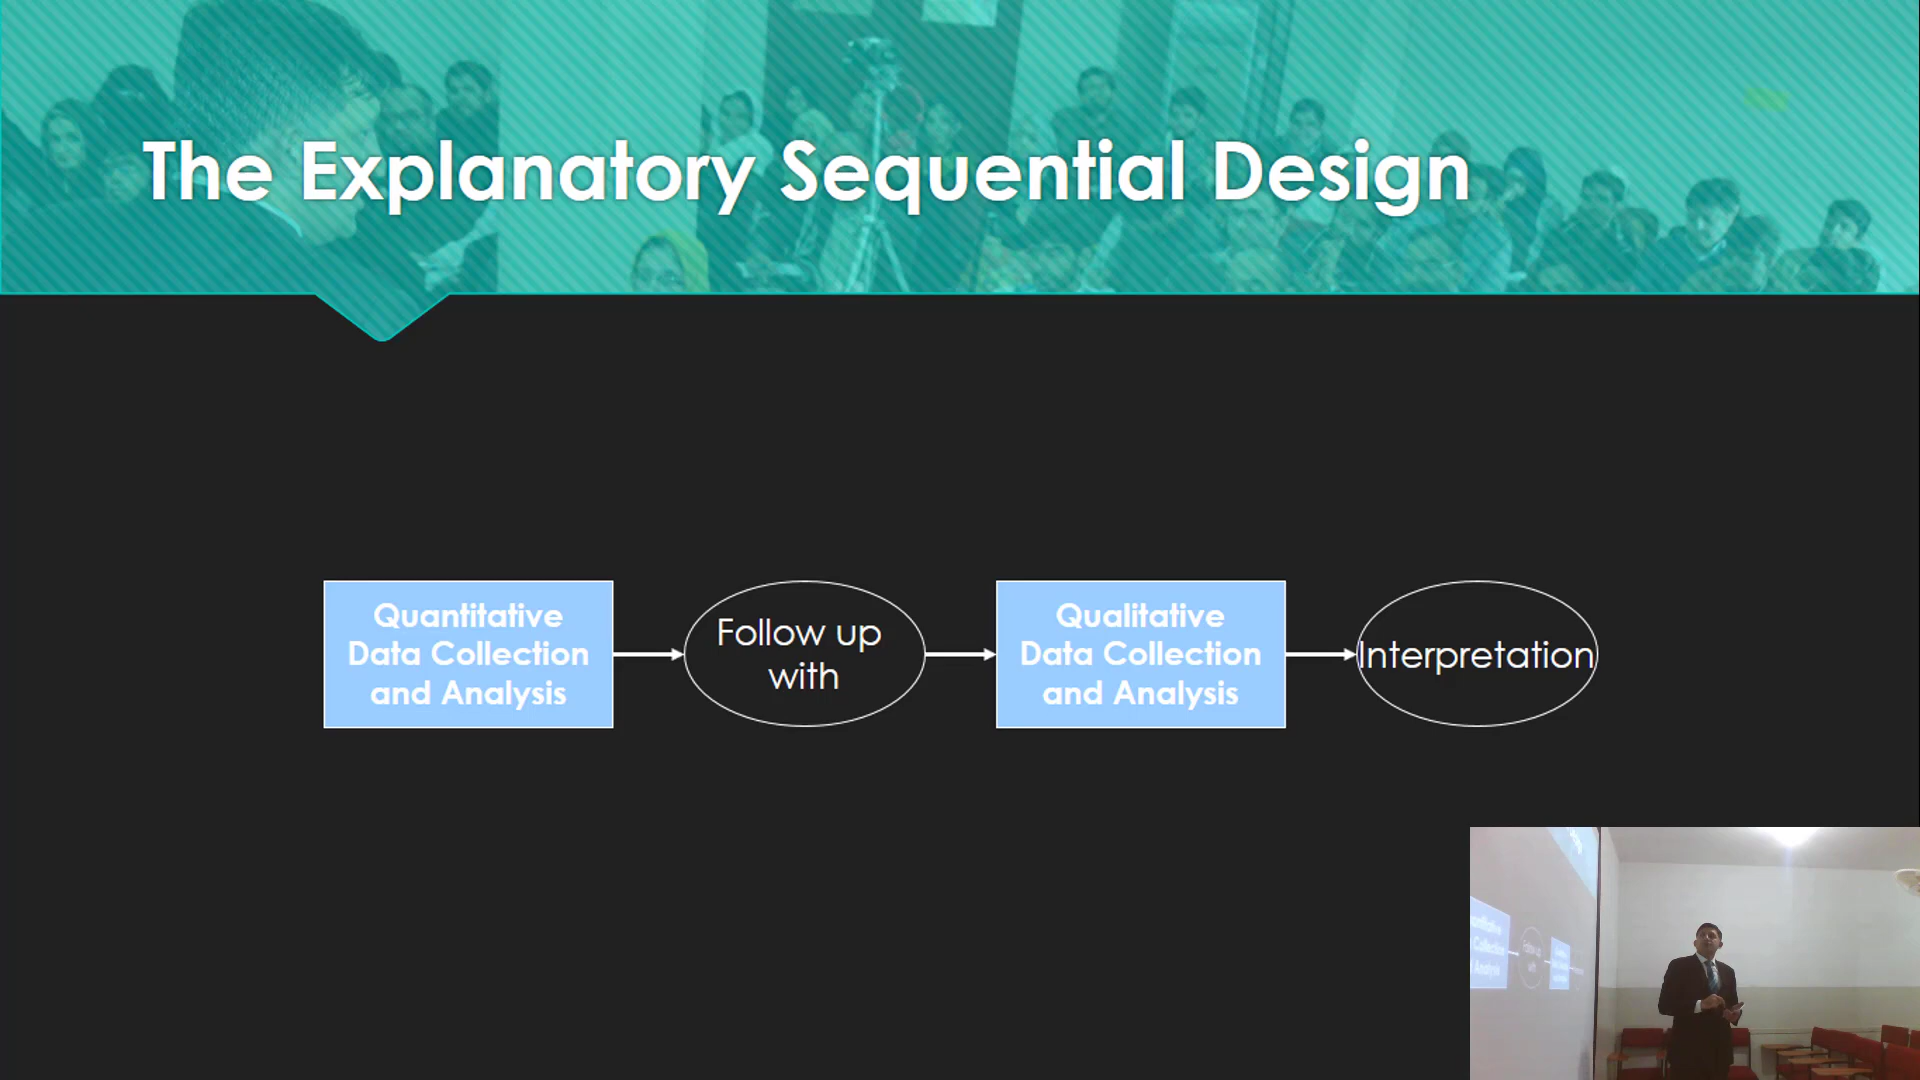 The Explanatory Sequential Design
Quantitative
Data Collection
and Analysis
Follow up
with
Qualitative
Data Collection
and Analysis
Interpretation